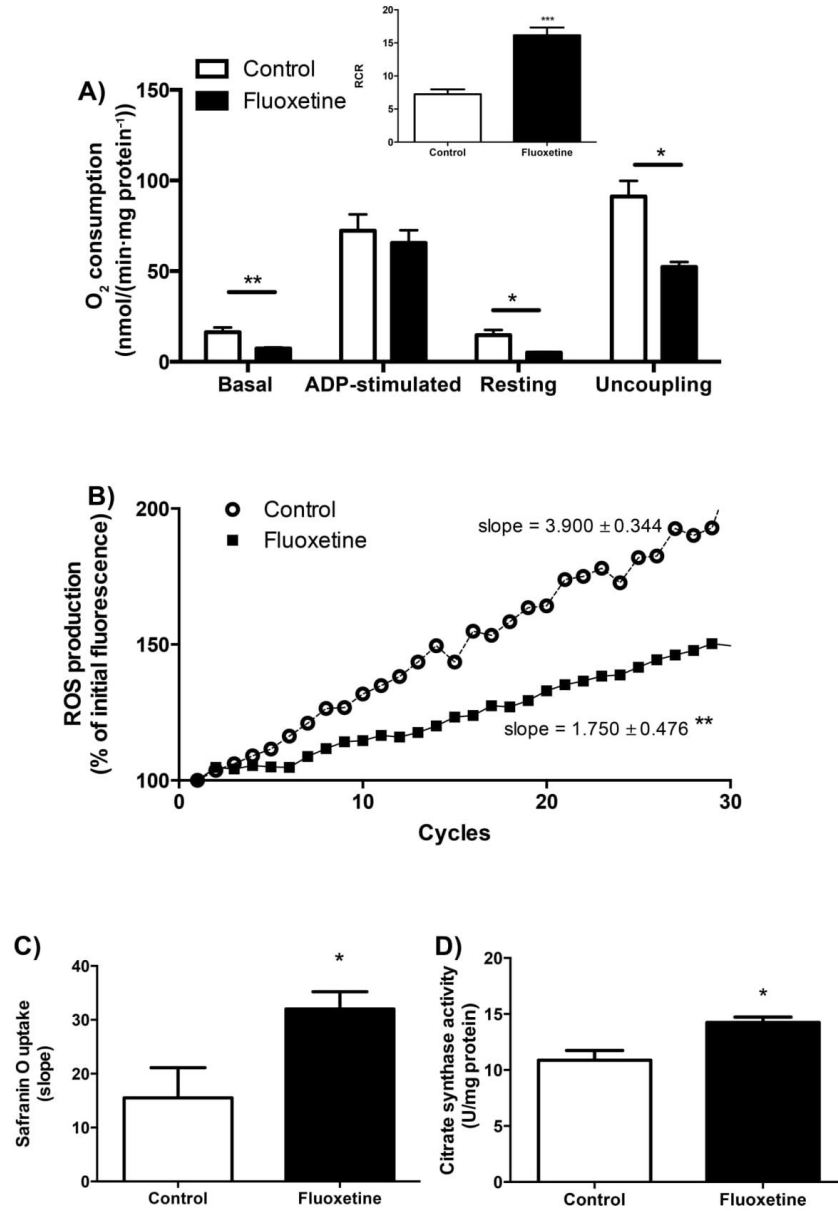 A)
Control
Fluoxetine
O₂ consumption
(nmol/(min·mg protein⁻¹))
150
100
50
0
**
*
*
Basal
ADP-stimulated
Resting
Uncoupling
RCR
20
15
10
5
0
***
Control
Fluoxetine
B)
Control
Fluoxetine
ROS production
(% of initial fluorescence)
200
150
100
slope = 3.900 ± 0.344
slope = 1.750 ± 0.476 **
0
10
20
30
Cycles
C)
Safranin O uptake
(slope)
40
30
20
10
0
*
Control
Fluoxetine
D)
Citrate synthase activity
(U/mg protein)
20
15
10
5
0
*
Control
Fluoxetine